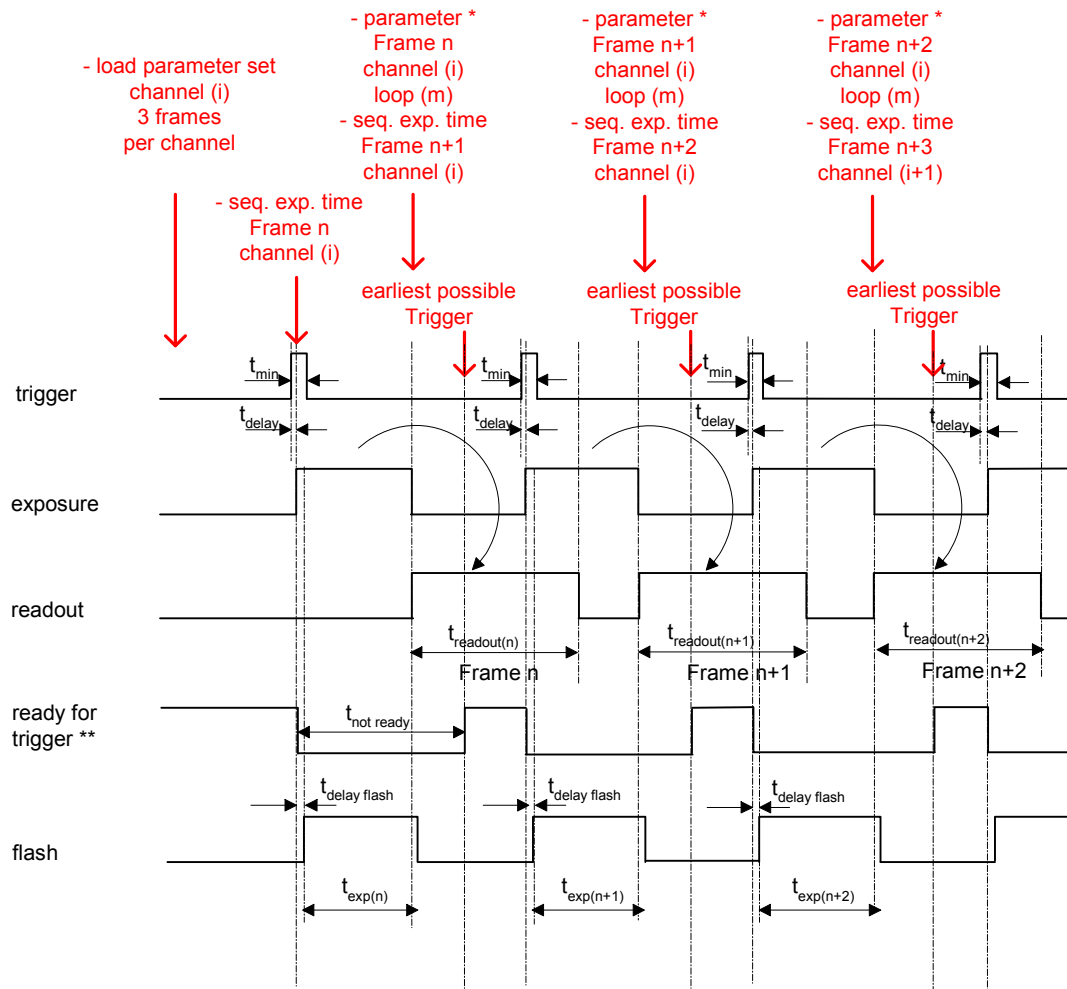 - parameter *
Frame n
channel (i)
loop (m)
- seq. exp. time
Frame n+1
channel (i)
- parameter *
Frame n+1
channel (i)
loop (m)
- seq. exp. time
Frame n+2
channel (i)
- parameter *
Frame n+2
channel (i)
loop (m)
- seq. exp. time
Frame n+3
channel (i+1)
- load parameter set
channel (i)
3 frames
per channel
- seq. exp. time
Frame n
channel (i)
earliest possible
Trigger
earliest possible
Trigger
earliest possible
Trigger
trigger
tmin
tmin
tmin
tmin
tdelay
tdelay
tdelay
tdelay
exposure
readout
treadout(n)
Frame n
treadout(n+1)
Frame n+1
treadout(n+2)
Frame n+2
ready for
trigger **
tnot ready
tdelay flash
tdelay flash
tdelay flash
flash
texp(n)
texp(n+1)
texp(n+2)